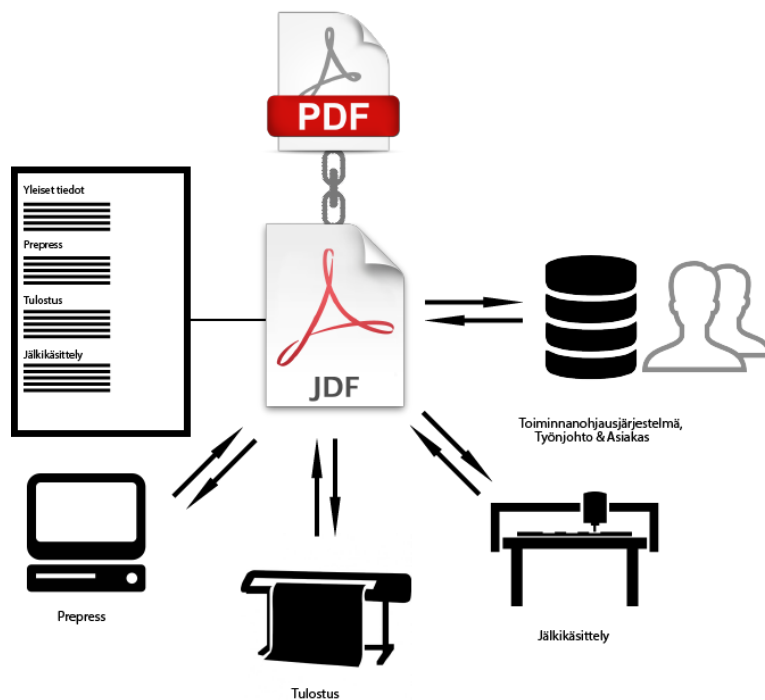 PDF
Yleiset tiedot
Prepress
Tulostus
Jälkikäsittely
JDF
Toiminnanohjausjärjestelmä,
Työnjohto & Asiakas
Prepress
Tulostus
Jälkikäsittely